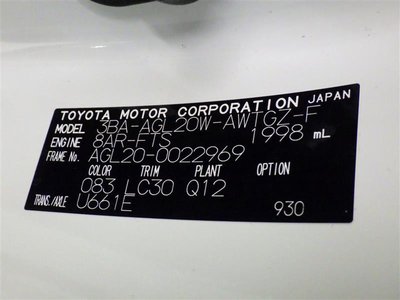 TOYOTA MOTOR CORPORATION JAPAN
MODEL 3BA-AGL20W-AWTGZ-F
ENGINE 8AR-FTS 1998 mL
FRAME No. AGL20-0022969
COLOR TRIM PLANT OPTION
083 LC30 Q12
TRANS./AXLE U661E 930